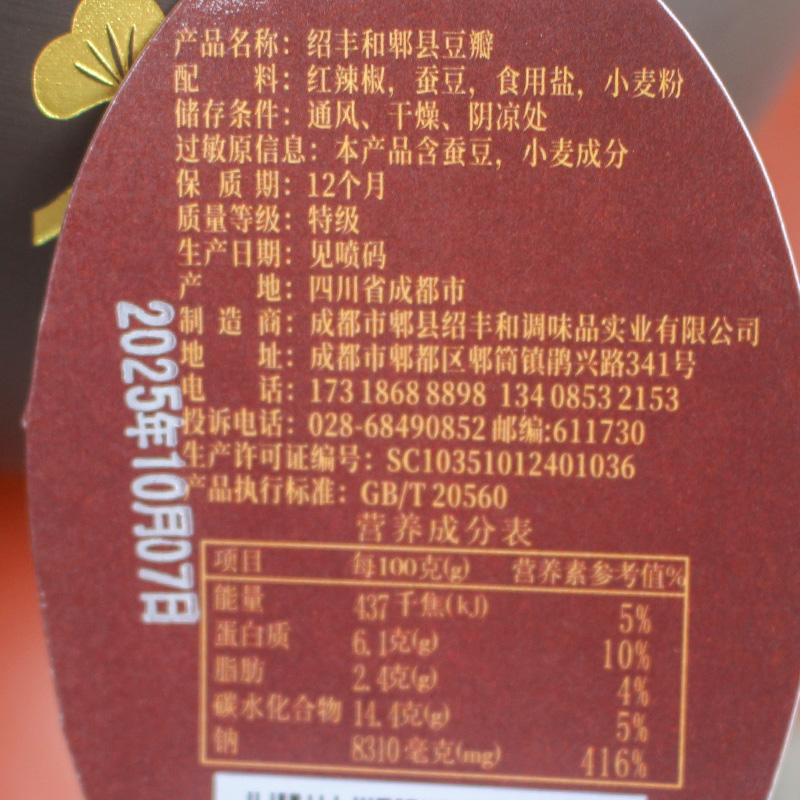 产品名称：绍丰和郫县豆瓣
配 料：红辣椒，蚕豆，食用盐，小麦粉
储存条件：通风、干燥、阴凉处
过敏原信息：本产品含蚕豆，小麦成分
保 质 期：12个月
质量等级：特级
生产日期：见喷码
产 地：四川省成都市
制 造 商：成都市郫县绍丰和调味品实业有限公司
地 址：成都市郫都区郫筒镇鹃兴路341号
电 话：173 1868 8898 134 0853 2153
投诉电话：028-68490852 邮编:611730
生产许可证编号：SC10351012401036
产品执行标准：GB/T 20560
2025年10月07日
营养成分表
项目 每100克(g) 营养素参考值%
能量 437千焦(kJ) 5%
蛋白质 6.1克(g) 10%
脂肪 2.4克(g) 4%
碳水化合物 14.4克(g) 5%
钠 8310毫克(mg) 416%